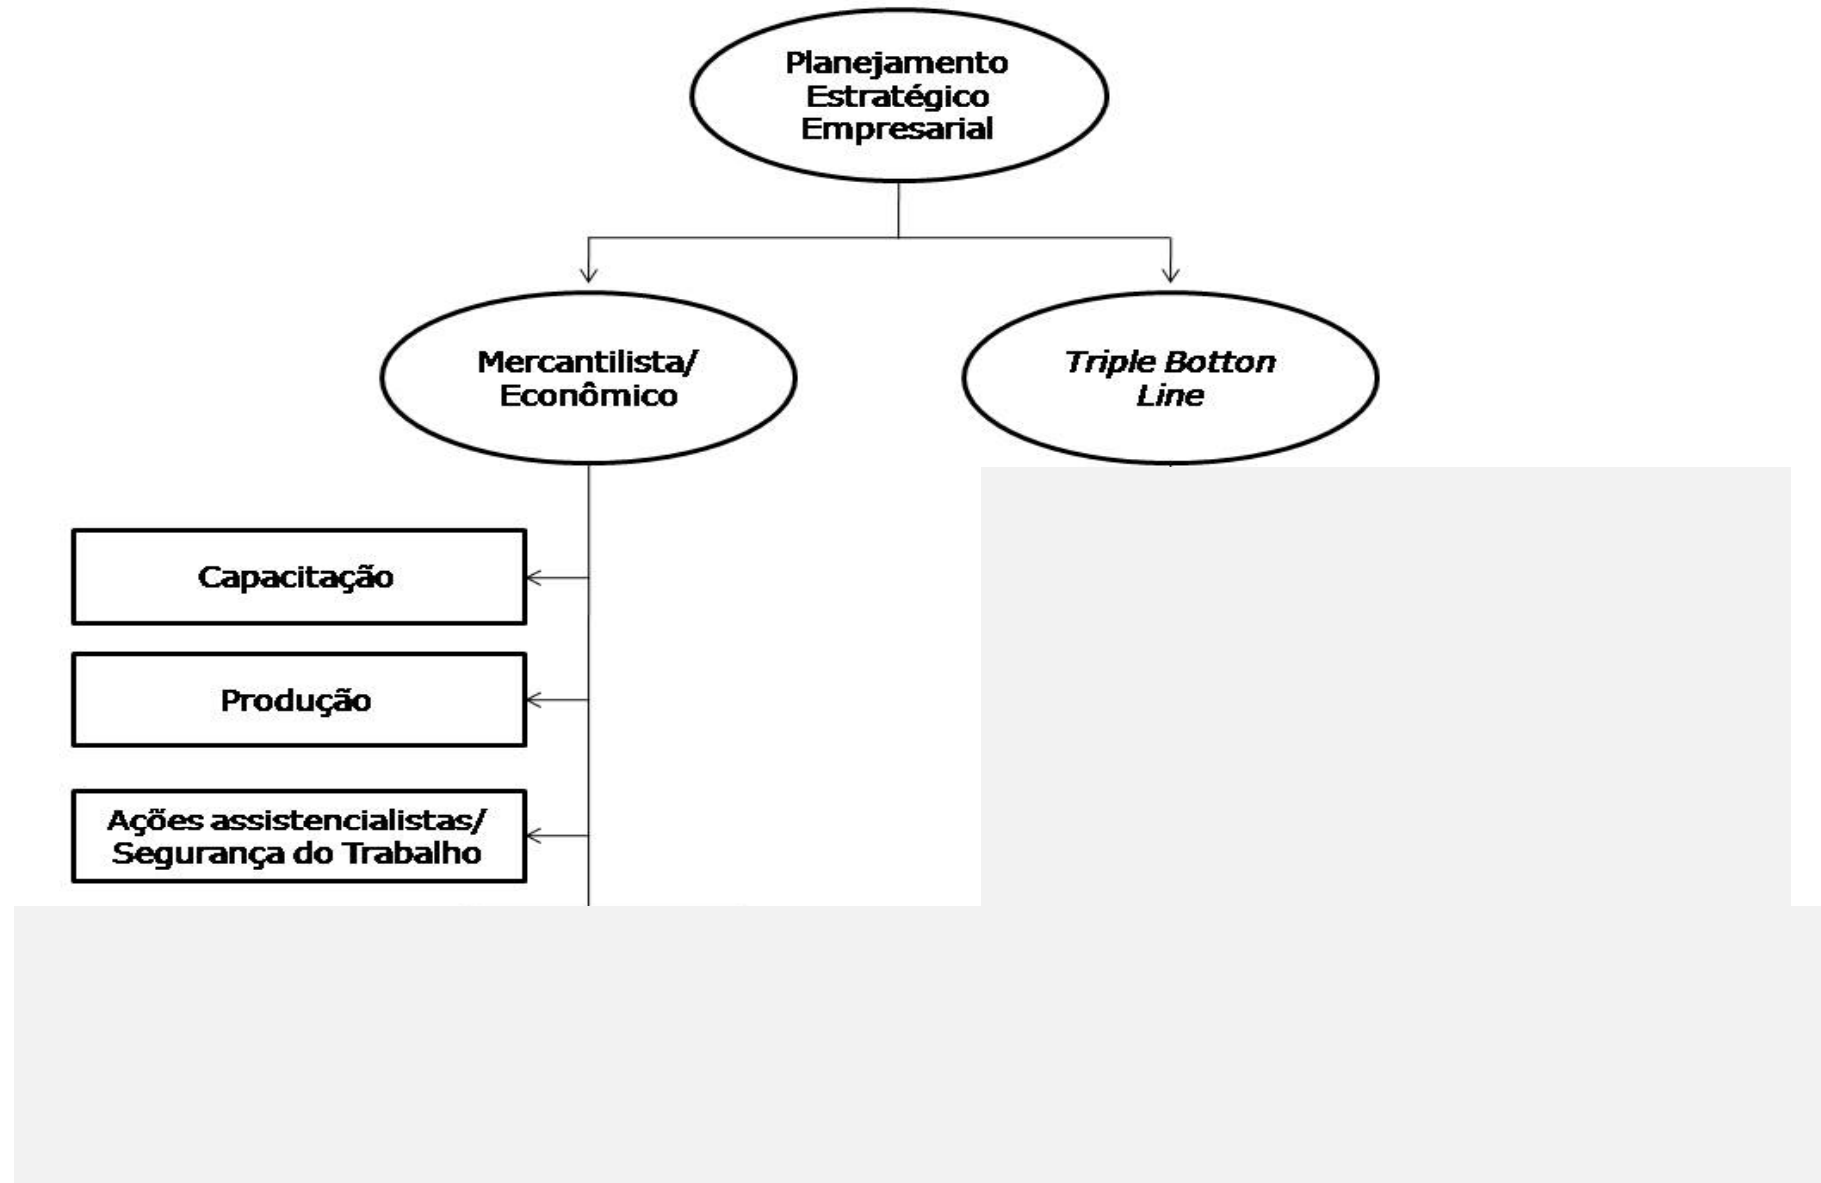 Planejamento
Estratégico
Empresarial
Mercantilista/
Econômico
Triple Botton
Line
Capacitação
Produção
Ações assistencialistas/
Segurança do Trabalho